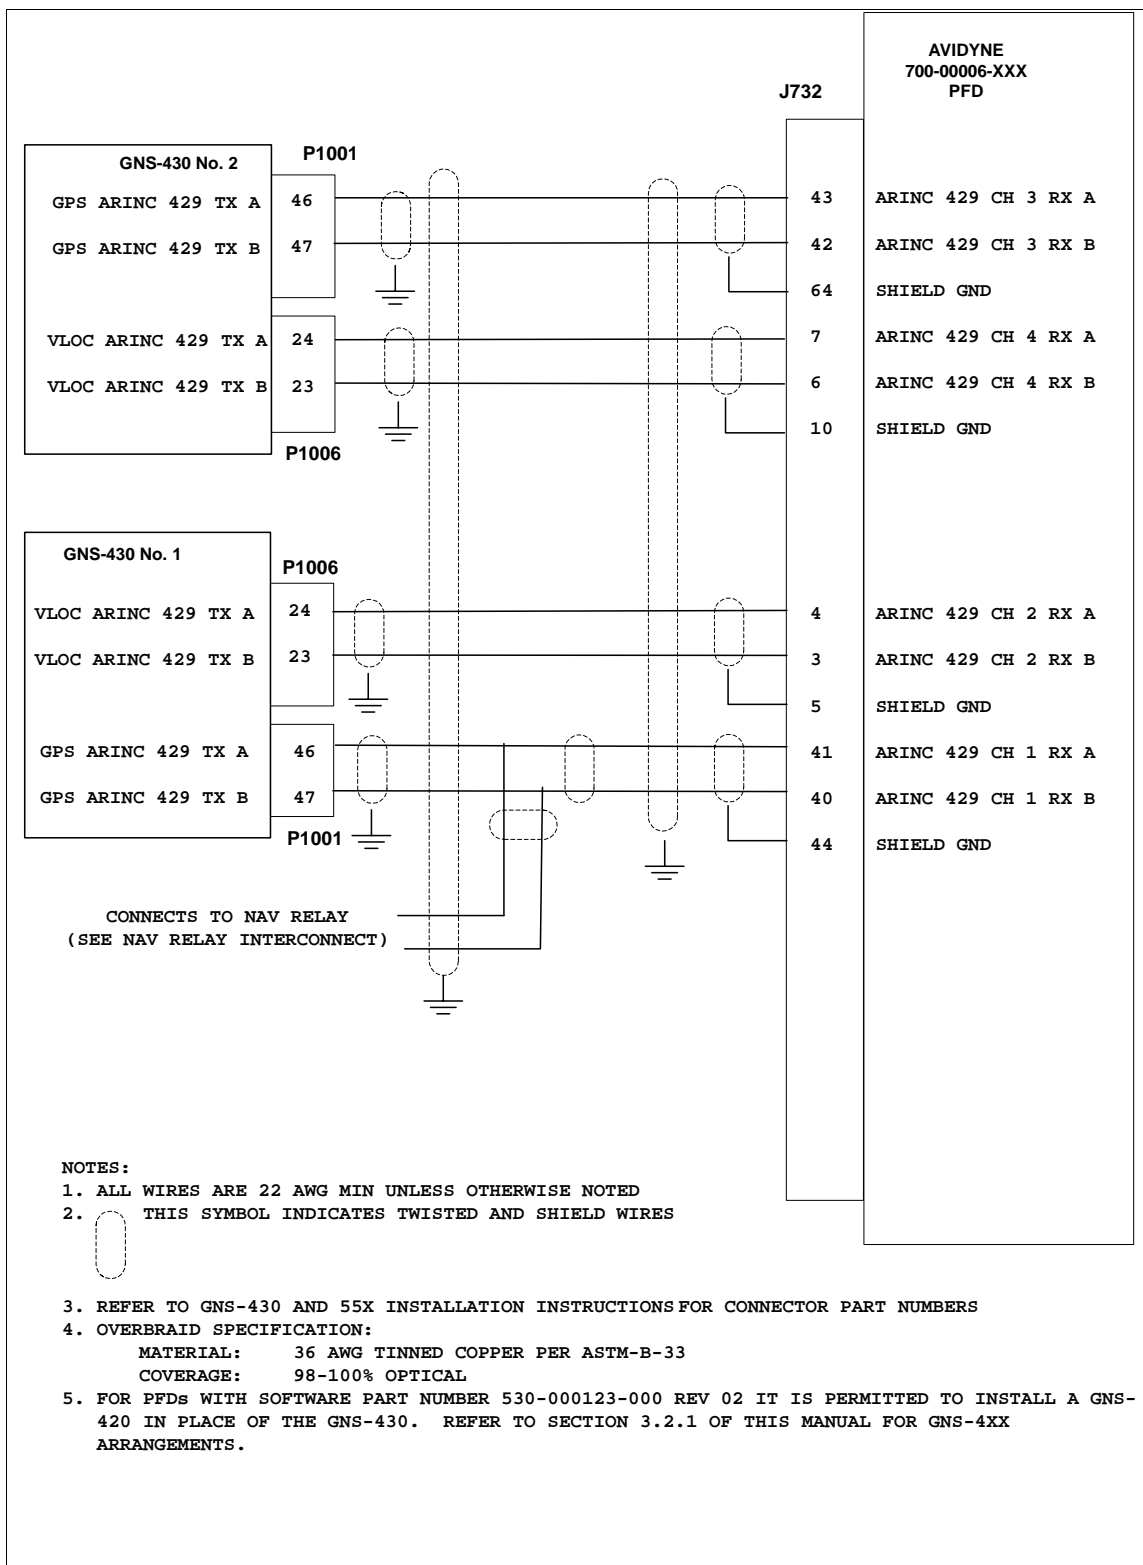 AVIDYNE
700-00006-XXX
PFD
J732
GNS-430 No. 2
P1001
GPS ARINC 429 TX A 46
GPS ARINC 429 TX B 47
VLOC ARINC 429 TX A 24
VLOC ARINC 429 TX B 23
P1006
43 ARINC 429 CH 3 RX A
42 ARINC 429 CH 3 RX B
64 SHIELD GND
7 ARINC 429 CH 4 RX A
6 ARINC 429 CH 4 RX B
10 SHIELD GND
GNS-430 No. 1
P1006
VLOC ARINC 429 TX A 24
VLOC ARINC 429 TX B 23
GPS ARINC 429 TX A 46
GPS ARINC 429 TX B 47
P1001
4 ARINC 429 CH 2 RX A
3 ARINC 429 CH 2 RX B
5 SHIELD GND
41 ARINC 429 CH 1 RX A
40 ARINC 429 CH 1 RX B
44 SHIELD GND
CONNECTS TO NAV RELAY
(SEE NAV RELAY INTERCONNECT)
NOTES:
1. ALL WIRES ARE 22 AWG MIN UNLESS OTHERWISE NOTED
2. THIS SYMBOL INDICATES TWISTED AND SHIELD WIRES
3. REFER TO GNS-430 AND 55X INSTALLATION INSTRUCTIONS FOR CONNECTOR PART NUMBERS
4. OVERBRAID SPECIFICATION:
MATERIAL: 36 AWG TINNED COPPER PER ASTM-B-33
COVERAGE: 98-100% OPTICAL
5. FOR PFDs WITH SOFTWARE PART NUMBER 530-000123-000 REV 02 IT IS PERMITTED TO INSTALL A GNS-
420 IN PLACE OF THE GNS-430. REFER TO SECTION 3.2.1 OF THIS MANUAL FOR GNS-4XX
ARRANGEMENTS.